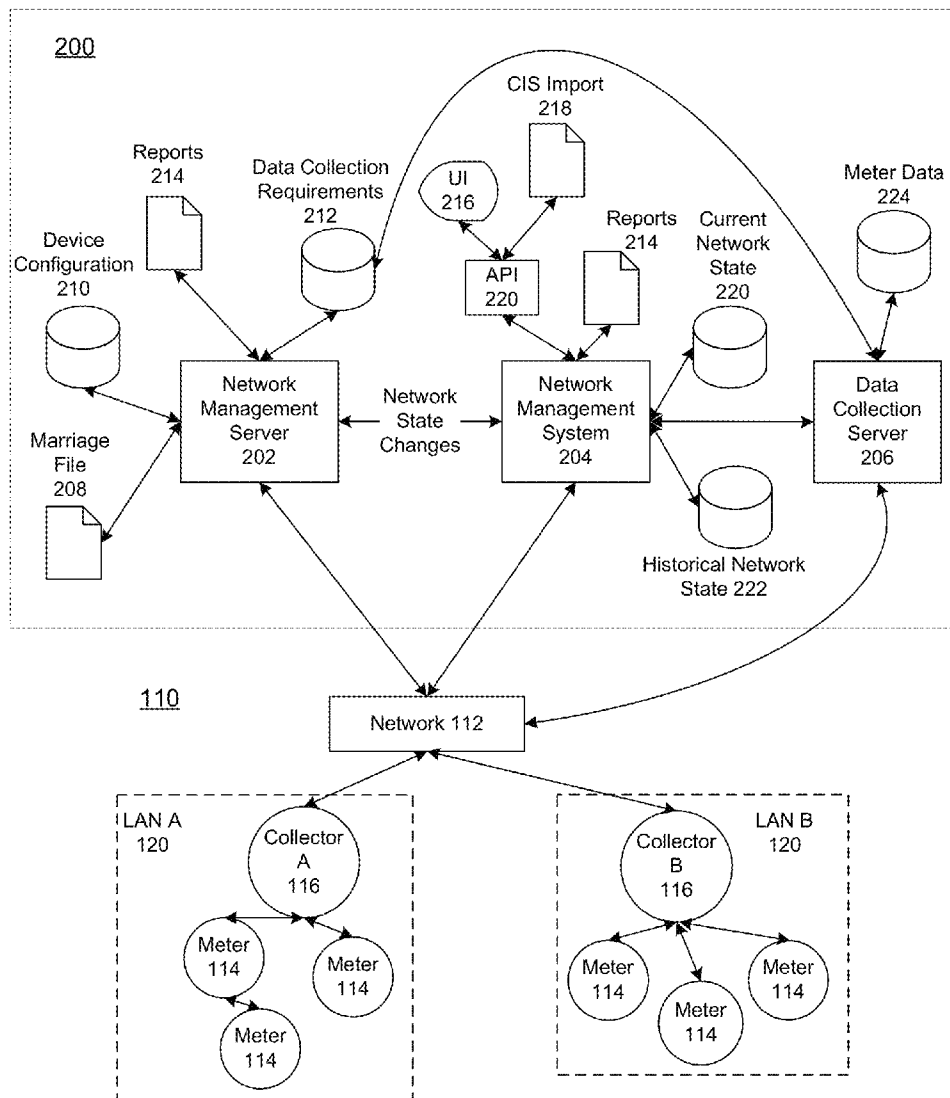 200
CIS Import
218
Reports
214
Data Collection
Requirements
212
UI
216
Meter Data
224
Device
Configuration
210
API
220
Reports
214
Current
Network
State
220
Marriage
File
208
Network
Management
Server
202
Network
State
Changes
Network
Management
System
204
Data
Collection
Server
206
Historical Network
State 222
110
Network 112
LAN A
120
Collector
A
116
Meter
114
Meter
114
Meter
114
LAN B
120
Collector
B
116
Meter
114
Meter
114
Meter
114